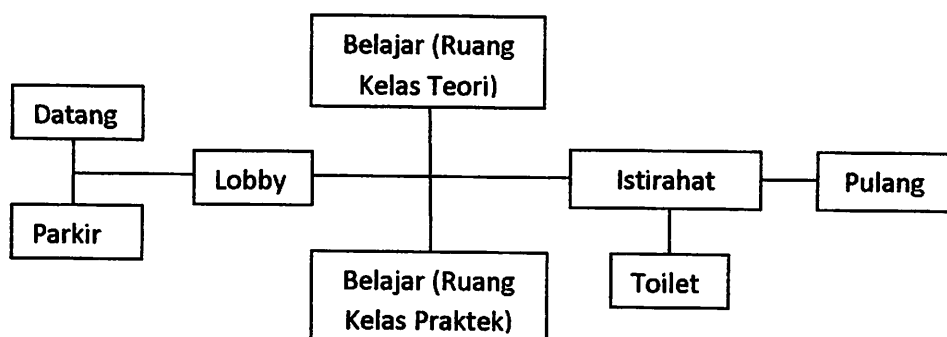 Belajar (Ruang
Kelas Teori)
Datang
Lobby
Istirahat
Pulang
Parkir
Belajar (Ruang
Kelas Praktek)
Toilet